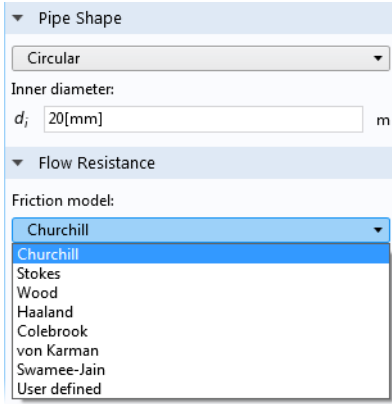 Pipe Shape
Circular
Inner diameter:
di 20[mm] m
Flow Resistance
Friction model:
Churchill
Churchill
Stokes
Wood
Haaland
Colebrook
von Karman
Swamee-Jain
User defined